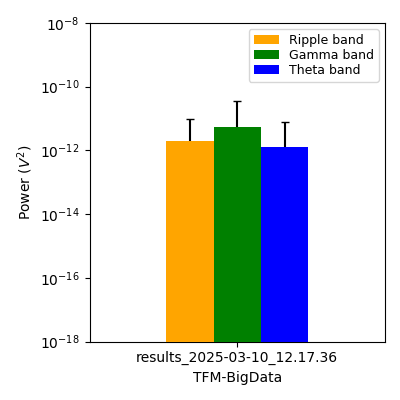 10⁻⁸
10⁻¹⁰
10⁻¹²
10⁻¹⁴
10⁻¹⁶
10⁻¹⁸
Power (V²)
Ripple band
Gamma band
Theta band
results_2025-03-10_12.17.36
TFM-BigData